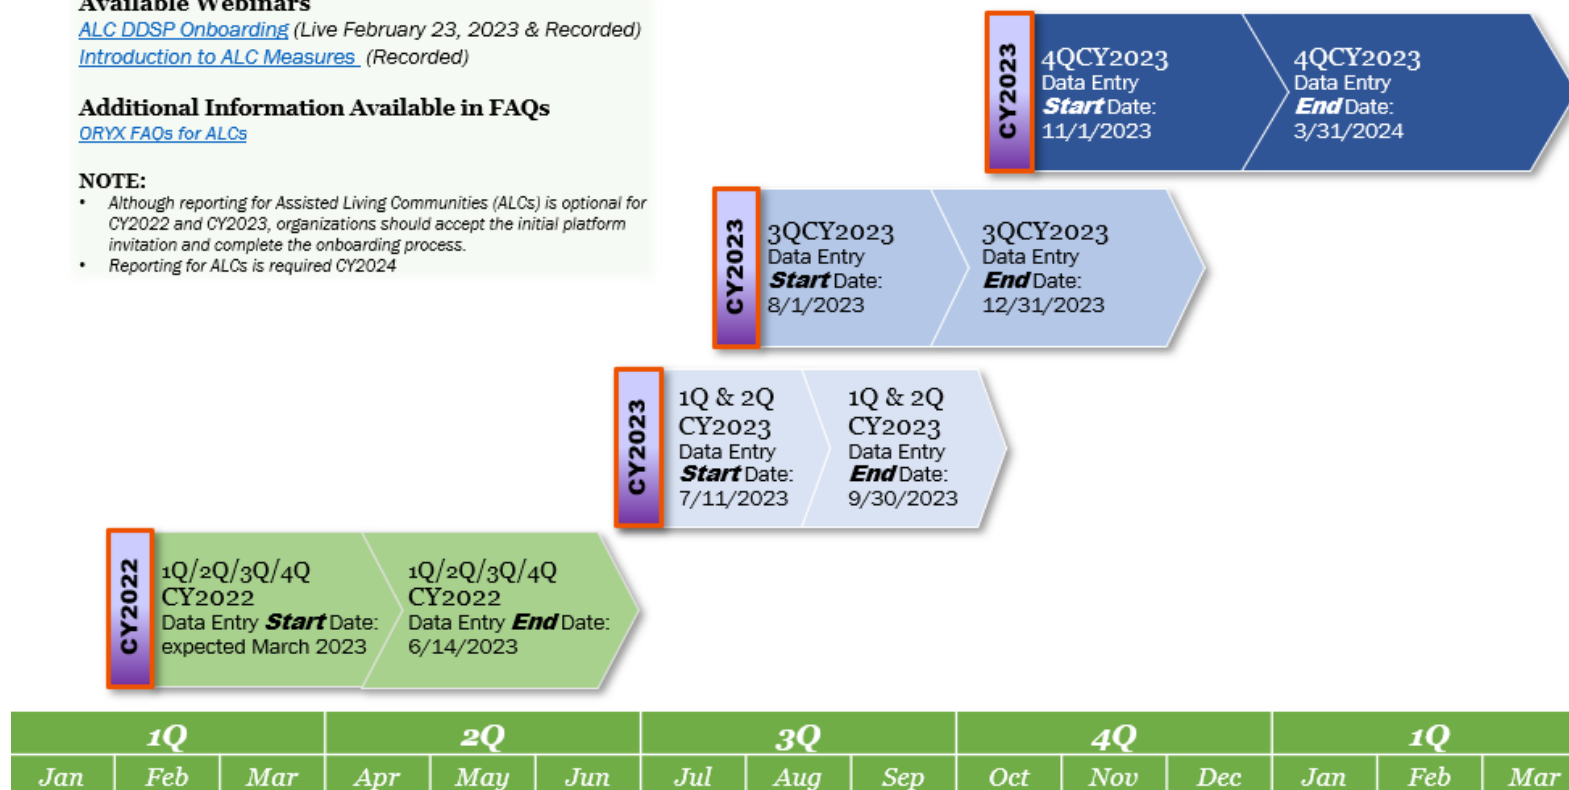 Available Webinars
ALC DDSP Onboarding (Live February 23, 2023 & Recorded)
Introduction to ALC Measures (Recorded)
Additional Information Available in FAQs
ORYX FAQs for ALCs
NOTE:
• Although reporting for Assisted Living Communities (ALCs) is optional for
CY2022 and CY2023, organizations should accept the initial platform
invitation and complete the onboarding process.
• Reporting for ALCs is required CY2024
CY2023
4QCY2023
Data Entry
Start Date:
11/1/2023
4QCY2023
Data Entry
End Date:
3/31/2024
CY2023
3QCY2023
Data Entry
Start Date:
8/1/2023
3QCY2023
Data Entry
End Date:
12/31/2023
CY2023
1Q & 2Q
CY2023
Data Entry
Start Date:
7/11/2023
1Q & 2Q
CY2023
Data Entry
End Date:
9/30/2023
CY2022
1Q/2Q/3Q/4Q
CY2022
Data Entry Start Date:
expected March 2023
1Q/2Q/3Q/4Q
CY2022
Data Entry End Date:
6/14/2023
1Q 2Q 3Q 4Q 1Q
Jan Feb Mar Apr May Jun Jul Aug Sep Oct Nov Dec Jan Feb Mar